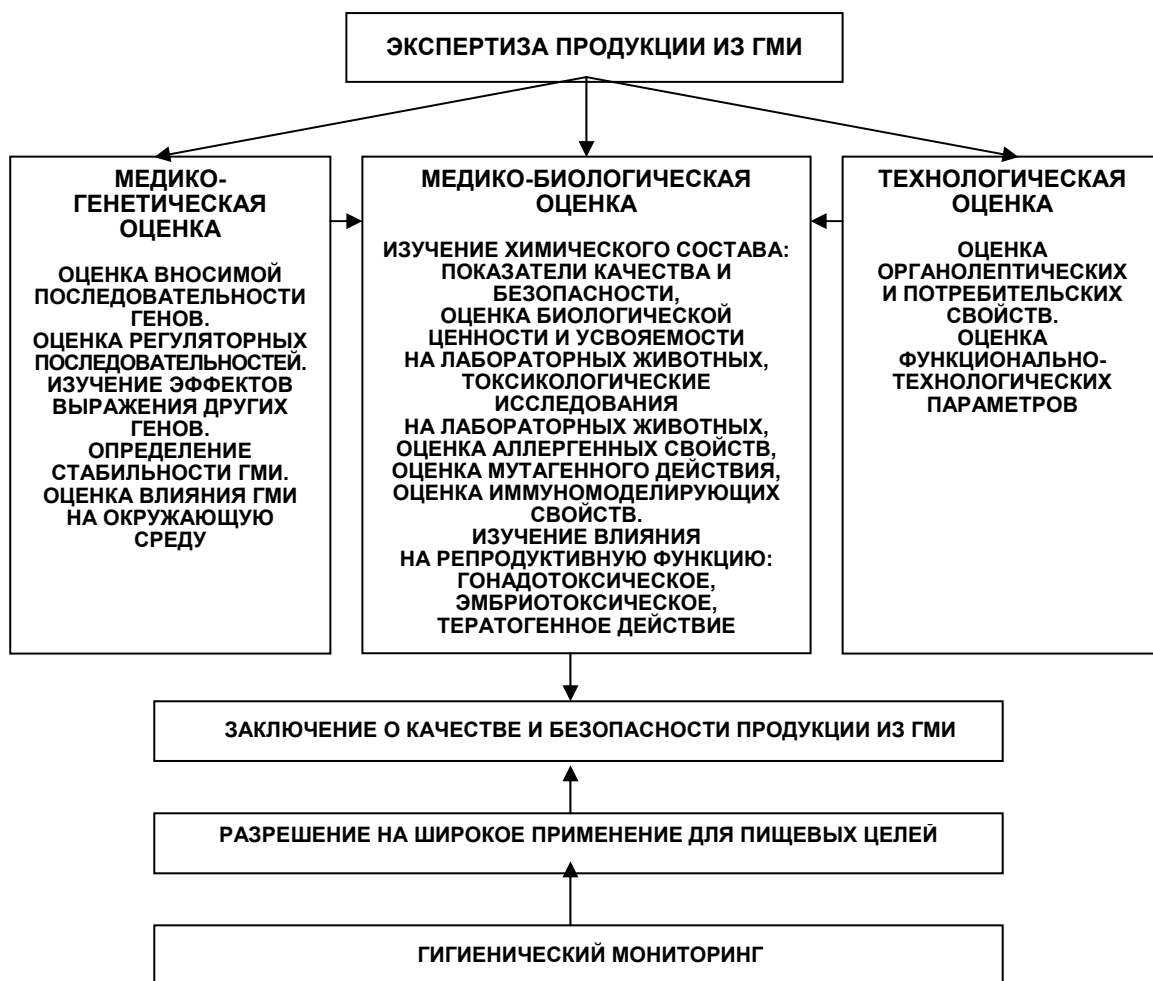 ЭКСПЕРТИЗА ПРОДУКЦИИ ИЗ ГМИ
МЕДИКО-
ГЕНЕТИЧЕСКАЯ
ОЦЕНКА
ОЦЕНКА ВНОСИМОЙ
ПОСЛЕДОВАТЕЛЬНОСТИ
ГЕНОВ.
ОЦЕНКА РЕГУЛЯТОРНЫХ
ПОСЛЕДОВАТЕЛЬНОСТЕЙ.
ИЗУЧЕНИЕ ЭФФЕКТОВ
ВЫРАЖЕНИЯ ДРУГИХ
ГЕНОВ.
ОПРЕДЕЛЕНИЕ
СТАБИЛЬНОСТИ ГМИ.
ОЦЕНКА ВЛИЯНИЯ ГМИ
НА ОКРУЖАЮЩУЮ
СРЕДУ
МЕДИКО-БИОЛОГИЧЕСКАЯ
ОЦЕНКА
ИЗУЧЕНИЕ ХИМИЧЕСКОГО СОСТАВА:
ПОКАЗАТЕЛИ КАЧЕСТВА И
БЕЗОПАСНОСТИ,
ОЦЕНКА БИОЛОГИЧЕСКОЙ
ЦЕННОСТИ И УСВОЯЕМОСТИ
НА ЛАБОРАТОРНЫХ ЖИВОТНЫХ,
ТОКСИКОЛОГИЧЕСКИЕ
ИССЛЕДОВАНИЯ
НА ЛАБОРАТОРНЫХ ЖИВОТНЫХ,
ОЦЕНКА АЛЛЕРГЕННЫХ СВОЙСТВ,
ОЦЕНКА МУТАГЕННОГО ДЕЙСТВИЯ,
ОЦЕНКА ИММУНОМОДЕЛИРУЮЩИХ
СВОЙСТВ.
ИЗУЧЕНИЕ ВЛИЯНИЯ
НА РЕПРОДУКТИВНУЮ ФУНКЦИЮ:
ГОНАДОТОКСИЧЕСКОЕ,
ЭМБРИОТОКСИЧЕСКОЕ,
ТЕРАТОГЕННОЕ ДЕЙСТВИЕ
ТЕХНОЛОГИЧЕСКАЯ
ОЦЕНКА
ОЦЕНКА
ОРГАНОЛЕПТИЧЕСКИХ
И ПОТРЕБИТЕЛЬСКИХ
СВОЙСТВ.
ОЦЕНКА
ФУНКЦИОНАЛЬНО-
ТЕХНОЛОГИЧЕСКИХ
ПАРАМЕТРОВ
ЗАКЛЮЧЕНИЕ О КАЧЕСТВЕ И БЕЗОПАСНОСТИ ПРОДУКЦИИ ИЗ ГМИ
РАЗРЕШЕНИЕ НА ШИРОКОЕ ПРИМЕНЕНИЕ ДЛЯ ПИЩЕВЫХ ЦЕЛЕЙ
ГИГИЕНИЧЕСКИЙ МОНИТОРИНГ